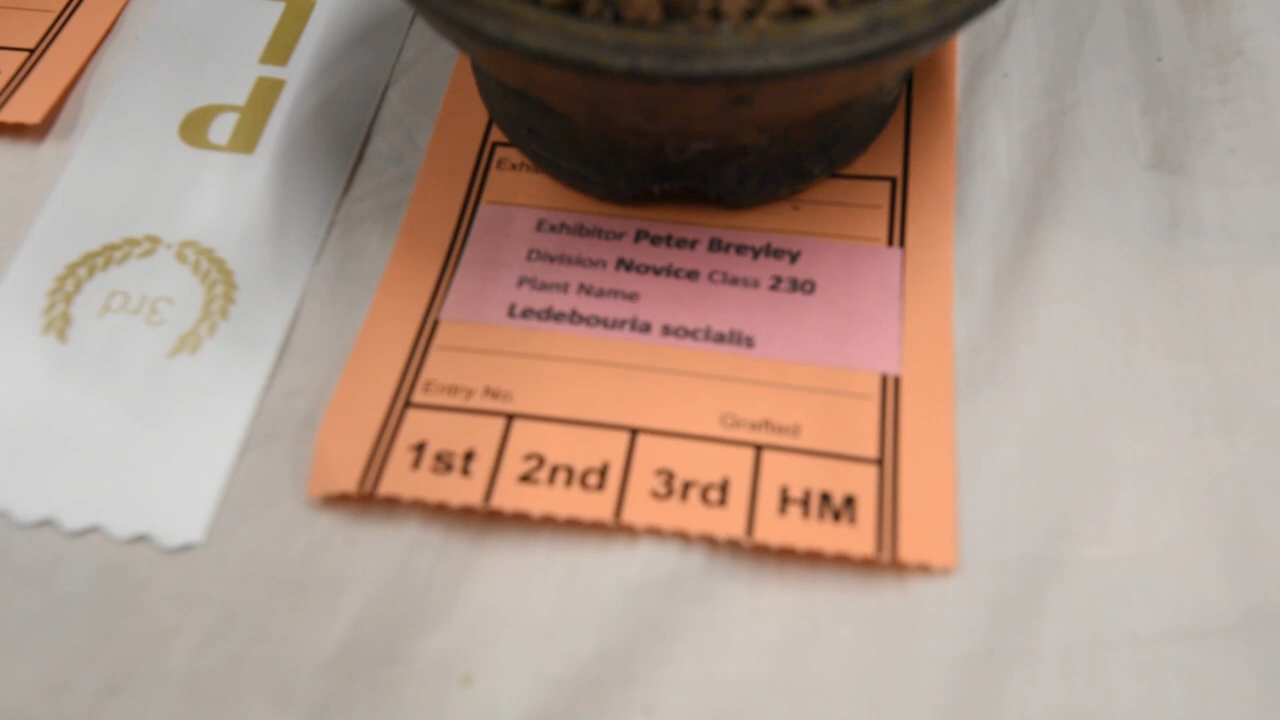 L
P
3rd
Exhi
Exhibitor Peter Breyley
Division Novice Class 230
Plant Name
Ledebouria socialis
Entry No.
Grafted
1st 2nd 3rd HM